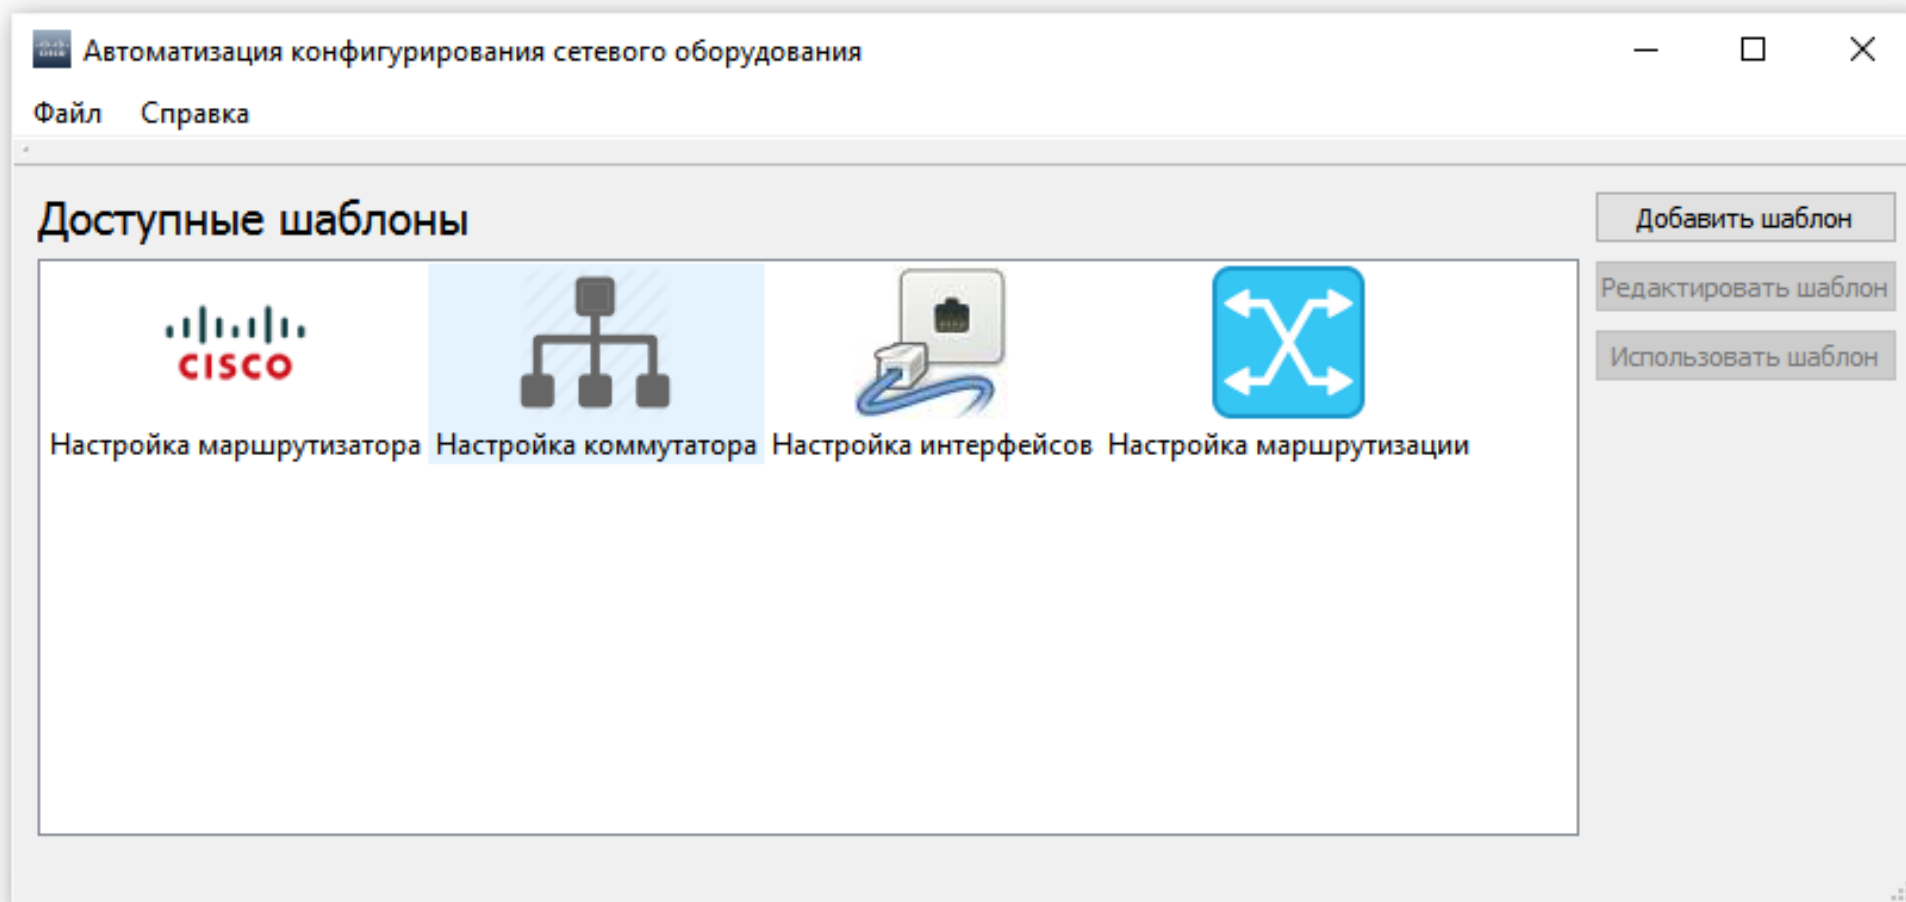 Автоматизация конфигурирования сетевого оборудования
Файл Справка
Доступные шаблоны
Добавить шаблон
Редактировать шаблон
Использовать шаблон
CISCO
Настройка маршрутизатора Настройка коммутатора Настройка интерфейсов Настройка маршрутизации